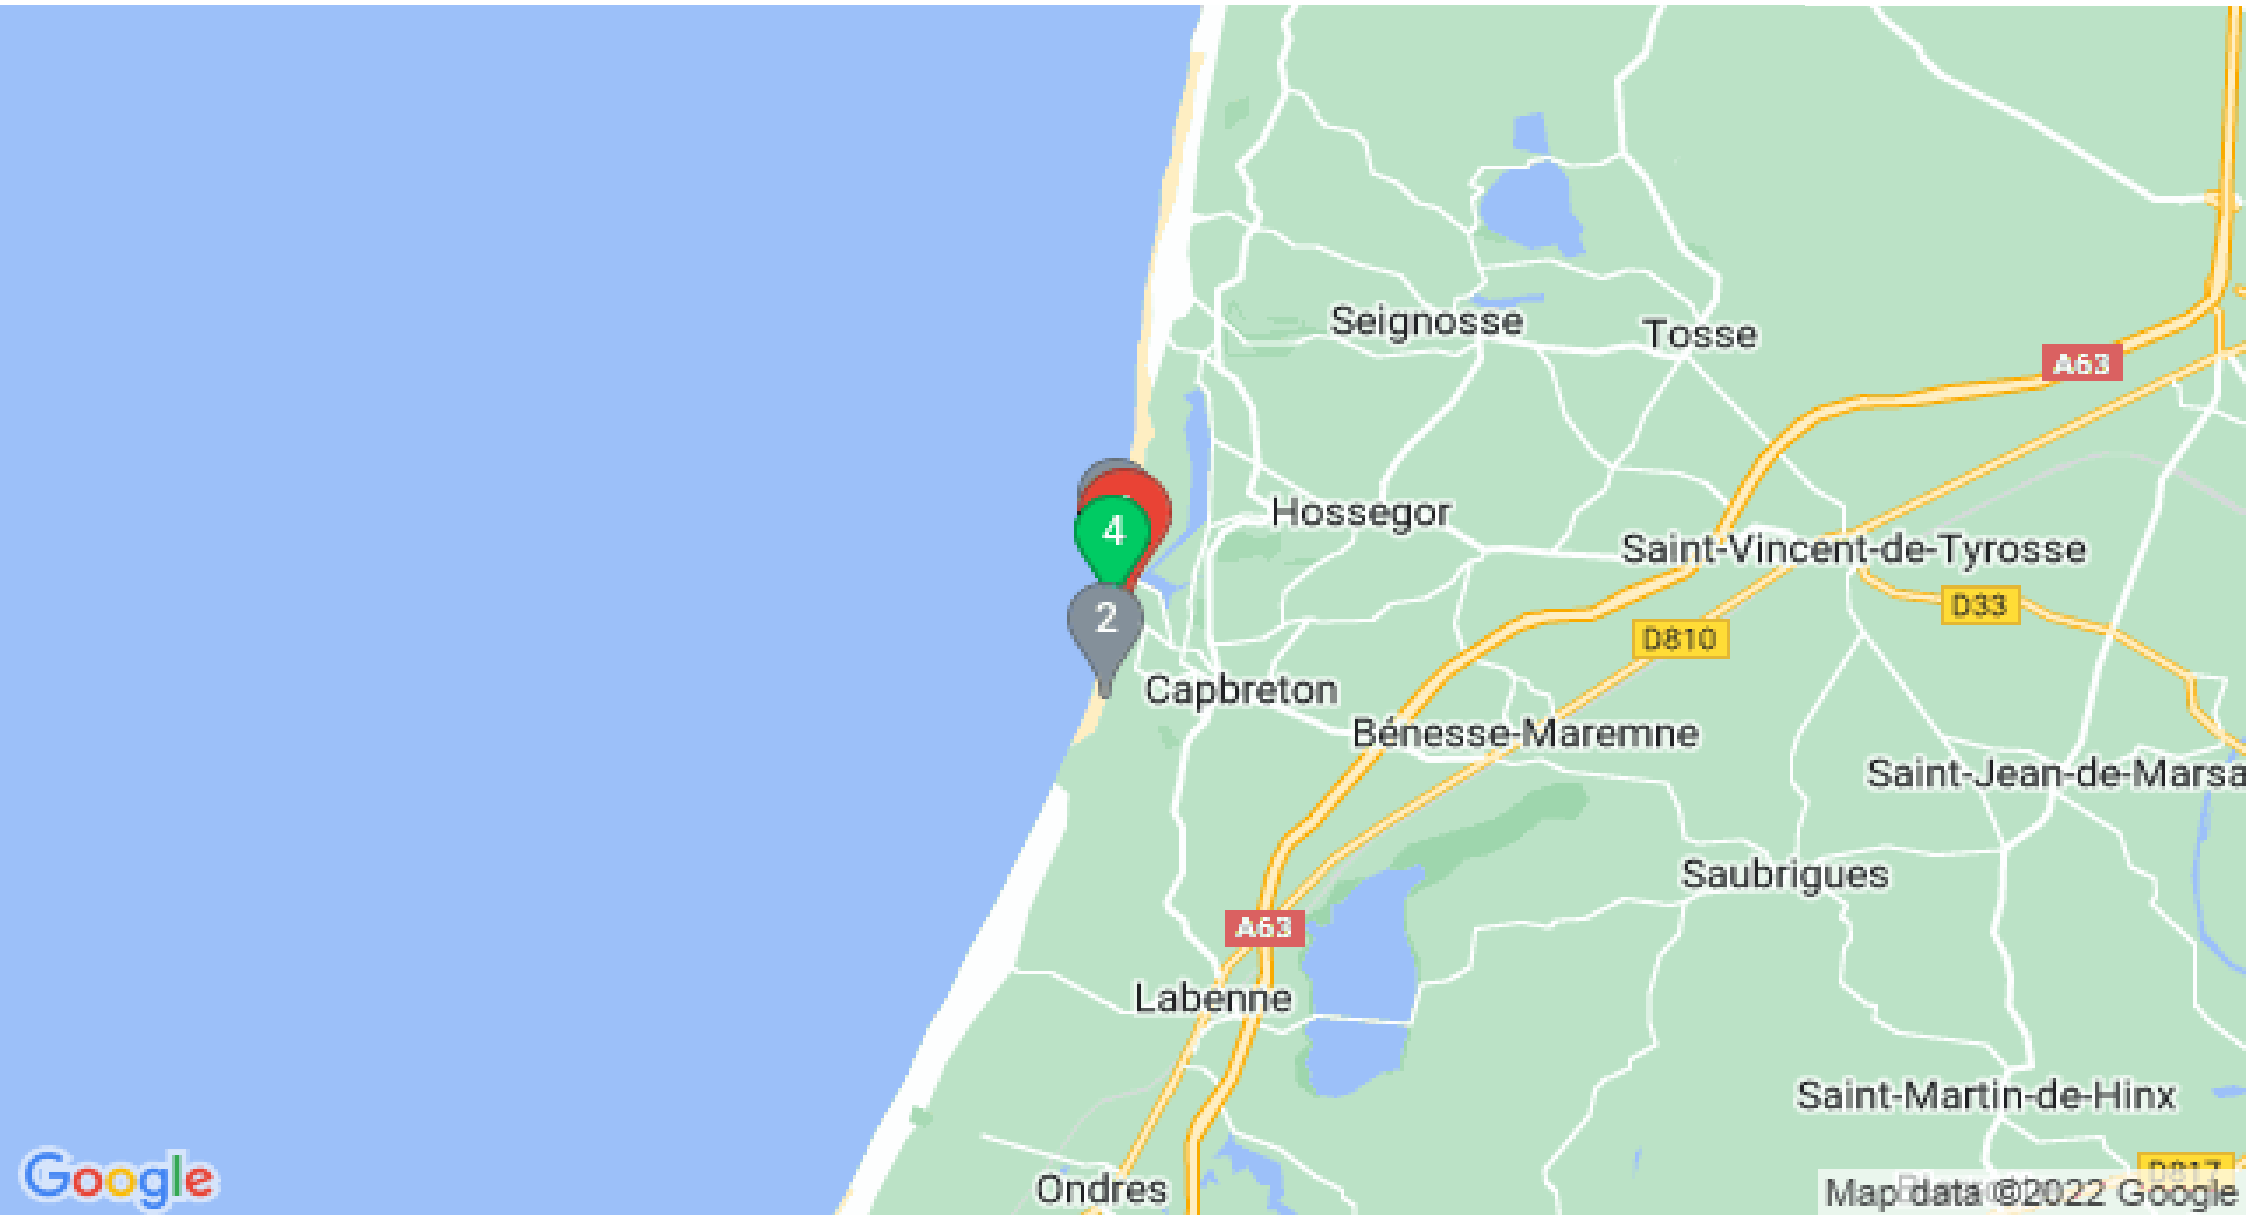 Seignosse
Tosse
A63
Hossegor
4
Saint-Vincent-de-Tyrosse
D33
2
D810
Capbreton
Bénesse-Maremne
Saint-Jean-de-Marsa
Saubrigues
A63
Labenne
Saint-Martin-de-Hinx
D817
Ondres
Google
Map data ©2022 Google